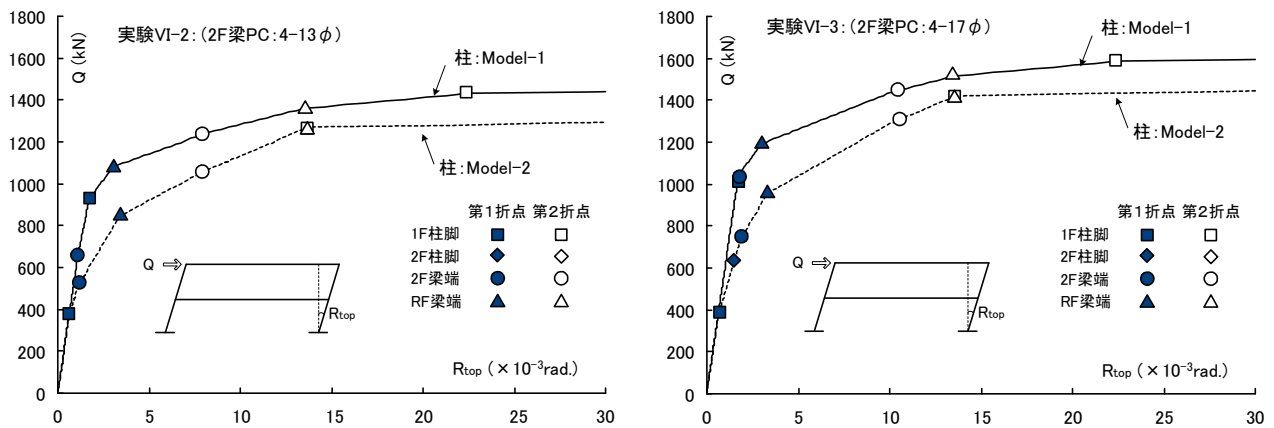 1800
1600
1400
1200
1000
800
600
400
200
0
Q (kN)
実験VI-2:(2F梁PC:4-13φ)
柱:Model-1
柱:Model-2
第1折点 第2折点
1F柱脚
2F柱脚
2F梁端
RF梁端
Q
Rtop
Rtop (×10-3rad.)
0 5 10 15 20 25 30
1800
1600
1400
1200
1000
800
600
400
200
0
Q (kN)
実験VI-3:(2F梁PC:4-17φ)
柱:Model-1
柱:Model-2
第1折点 第2折点
1F柱脚
2F柱脚
2F梁端
RF梁端
Q
Rtop
Rtop (×10-3rad.)
0 5 10 15 20 25 30